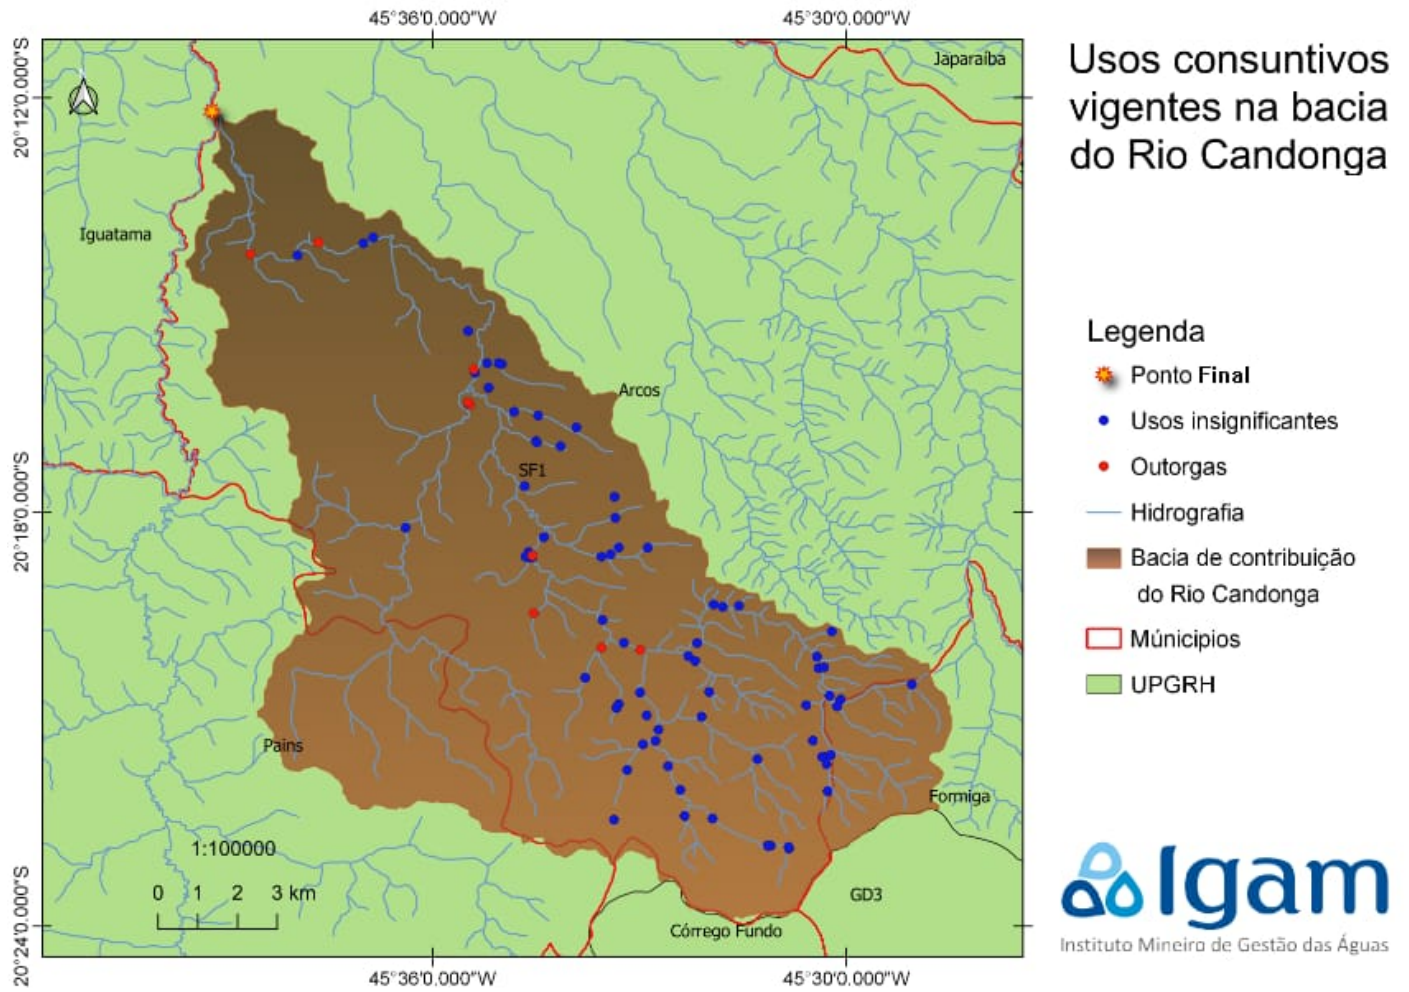 45°36'0.000"W
45°30'0.000"W
Usos consuntivos
vigentes na bacia
do Rio Candonga
20°12'0.000"S
Japaraíba
Iguatama
Arcos
SF1
20°18'0.000"S
Pains
Formiga
GD3
Córrego Fundo
1:100000
0 1 2 3 km
20°24'0.000"S
45°36'0.000"W
45°30'0.000"W
Legenda
Ponto Final
Usos insignificantes
Outorgas
Hidrografia
Bacia de contribuição
do Rio Candonga
Múnicipios
UPGRH
Igam
Instituto Mineiro de Gestão das Águas